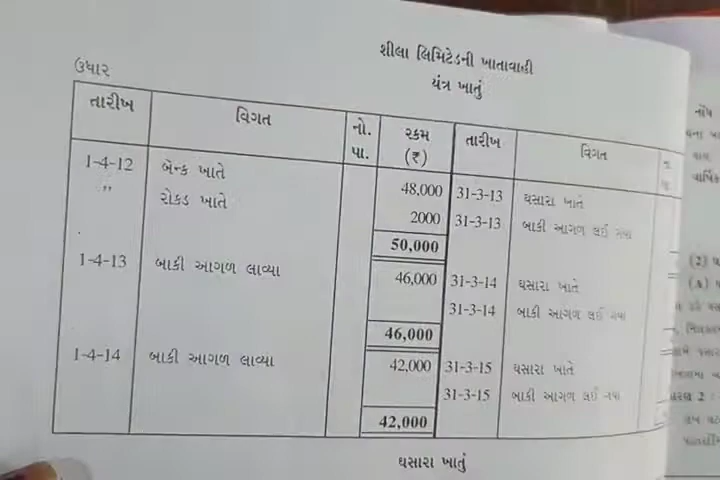 શીલા લિમિટેડની ખાતાવાહી
યંત્ર ખાતું
ઉધાર
તારીખ વિગત નો. પા. રકમ (₹) તારીખ વિગત
1-4-12 બેન્ક ખાતે 48,000 31-3-13 ઘસારા ખાતે
” રોકડ ખાતે 2000 31-3-13 બાકી આગળ લઈ ગયા
50,000
1-4-13 બાકી આગળ લાવ્યા 46,000 31-3-14 ઘસારા ખાતે
31-3-14 બાકી આગળ લઈ ગયા
46,000
1-4-14 બાકી આગળ લાવ્યા 42,000 31-3-15 ઘસારા ખાતે
31-3-15 બાકી આગળ લઈ ગયા
42,000
ઘસારા ખાતું
નોંધ
વાર્ષિક
(2)
(A)